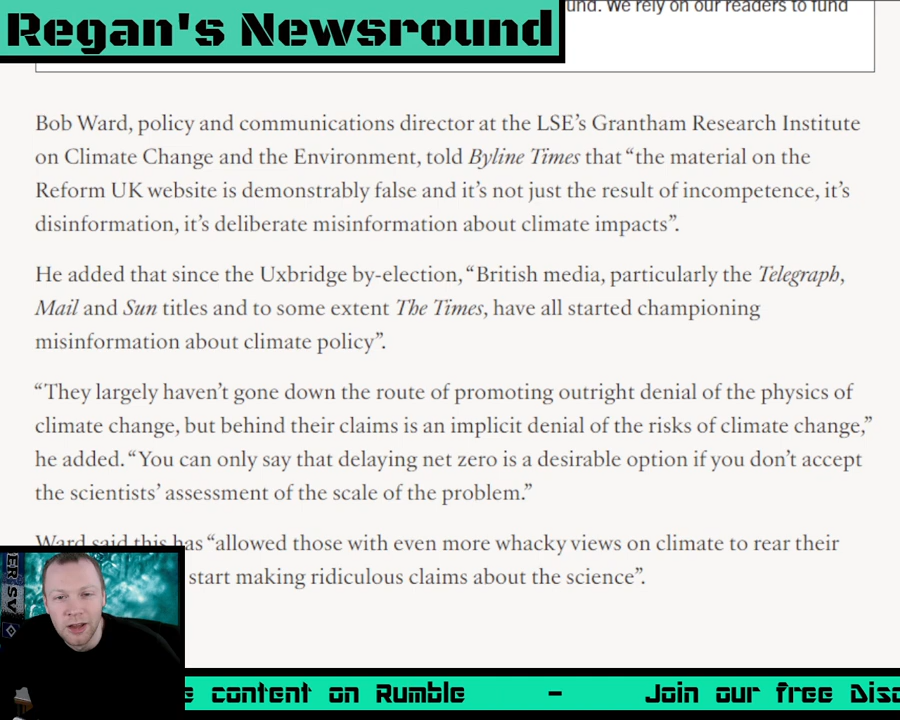 und. We rely on our readers to fund
Regan's Newsround
Bob Ward, policy and communications director at the LSE’s Grantham Research Institute
on Climate Change and the Environment, told Byline Times that “the material on the
Reform UK website is demonstrably false and it’s not just the result of incompetence, it’s
disinformation, it’s deliberate misinformation about climate impacts”.
He added that since the Uxbridge by-election, “British media, particularly the Telegraph,
Mail and Sun titles and to some extent The Times, have all started championing
misinformation about climate policy”.
“They largely haven’t gone down the route of promoting outright denial of the physics of
climate change, but behind their claims is an implicit denial of the risks of climate change,”
he added. “You can only say that delaying net zero is a desirable option if you don’t accept
the scientists’ assessment of the scale of the problem.”
Ward said this has “allowed those with even more whacky views on climate to rear their
start making ridiculous claims about the science”.
ER SV
e content on Rumble - Join our free Disc